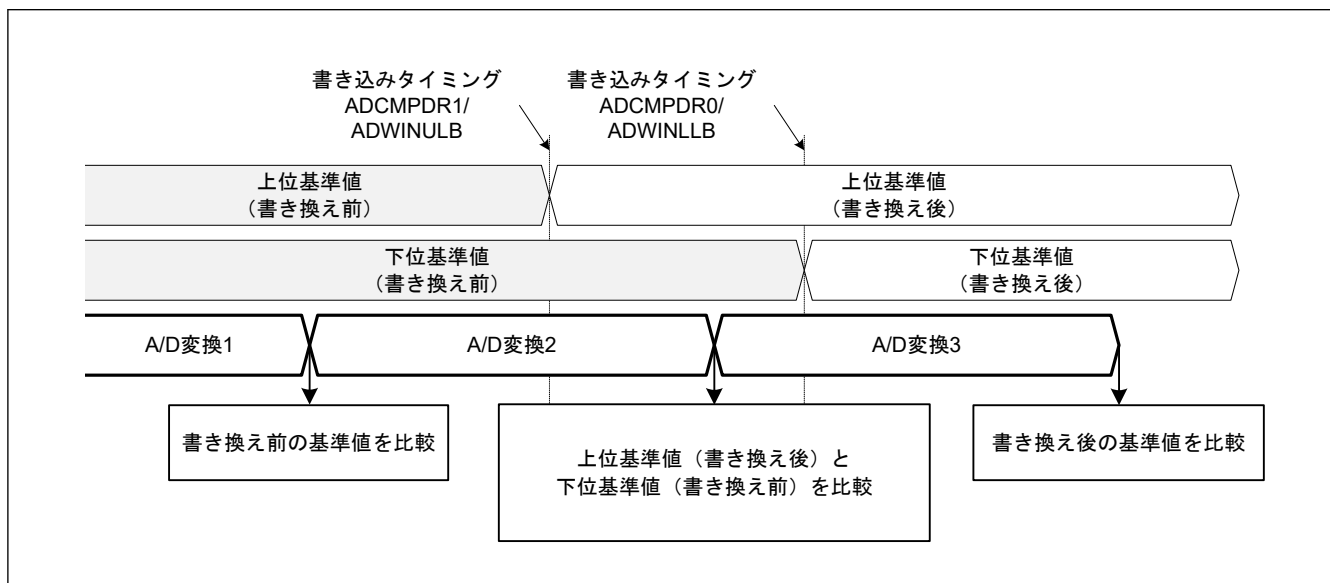 書き込みタイミング
ADCMPDR1/
ADWINULB
書き込みタイミング
ADCMPDR0/
ADWINLLB
上位基準値
（書き換え前）
上位基準値
（書き換え後）
下位基準値
（書き換え前）
下位基準値
（書き換え後）
A/D変換1
A/D変換2
A/D変換3
書き換え前の基準値を比較
上位基準値（書き換え後）と
下位基準値（書き換え前）を比較
書き換え後の基準値を比較